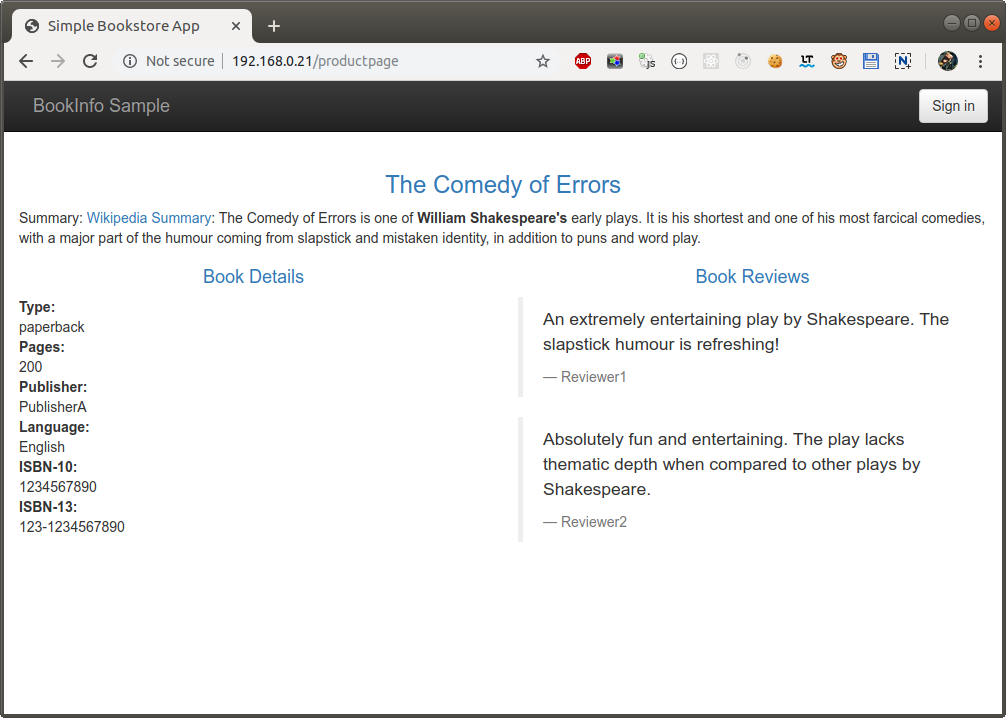 Simple Bookstore App
Not secure 192.168.0.21/productpage
ABP js LT N
BookInfo Sample
Sign in
The Comedy of Errors
Summary: Wikipedia Summary: The Comedy of Errors is one of William Shakespeare's early plays. It is his shortest and one of his most farcical comedies,
with a major part of the humour coming from slapstick and mistaken identity, in addition to puns and word play.
Book Details
Type:
paperback
Pages:
200
Publisher:
PublisherA
Language:
English
ISBN-10:
1234567890
ISBN-13:
123-1234567890
Book Reviews
An extremely entertaining play by Shakespeare. The
slapstick humour is refreshing!
— Reviewer1
Absolutely fun and entertaining. The play lacks
thematic depth when compared to other plays by
Shakespeare.
— Reviewer2